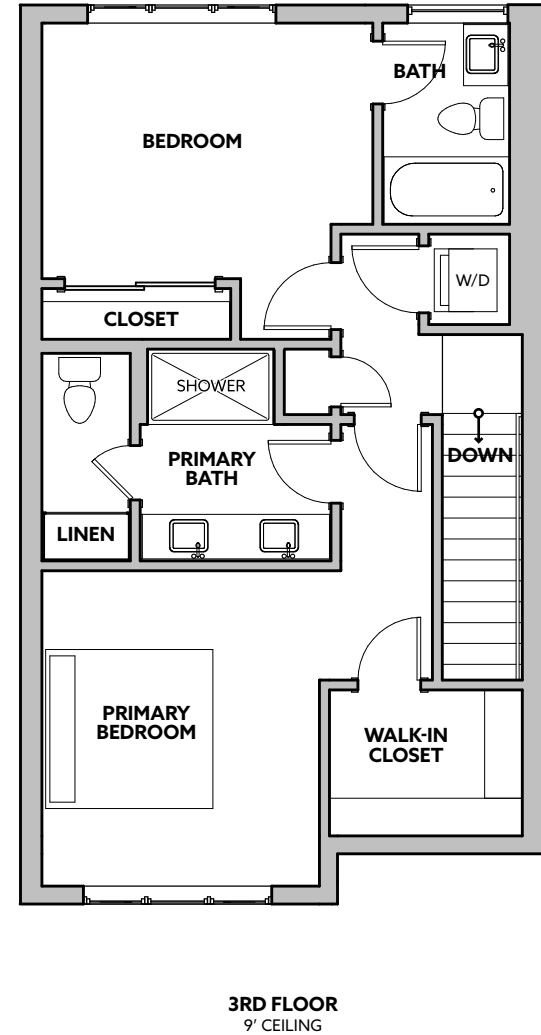 BATH
BEDROOM
W/D
CLOSET
SHOWER
PRIMARY
BATH
DOWN
LINEN
PRIMARY
BEDROOM
WALK-IN
CLOSET
3RD FLOOR
9' CEILING